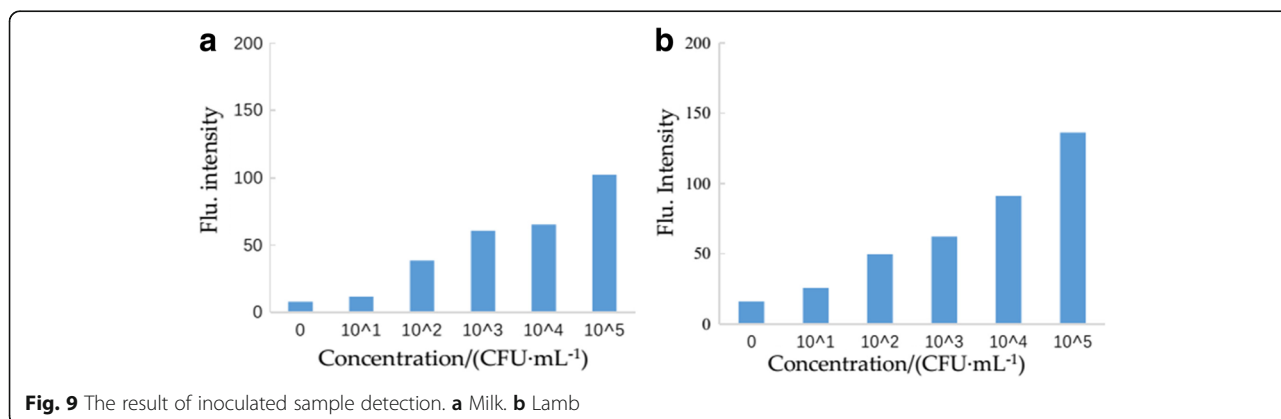 a
200
150
100
50
0
Flu. intensity
0 10^1 10^2 10^3 10^4 10^5
Concentration/(CFU·mL⁻¹)
b
200
150
100
50
0
Flu. Intensity
0 10^1 10^2 10^3 10^4 10^5
Concentration/(CFU·mL⁻¹)
Fig. 9 The result of inoculated sample detection. a Milk. b Lamb